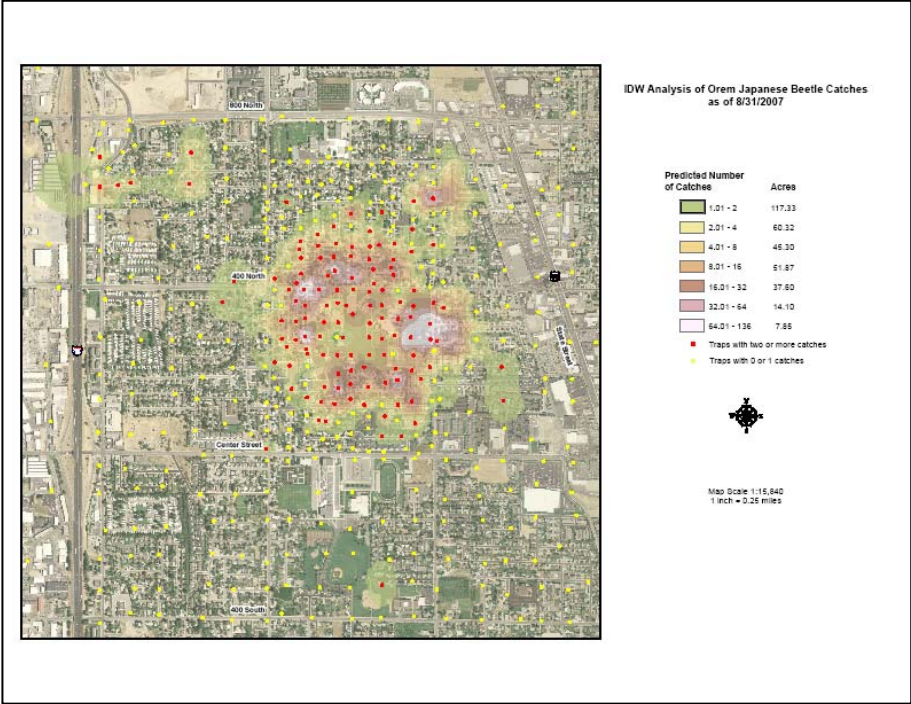 IDW Analysis of Orem Japanese Beetle Catches
as of 8/31/2007
800 North
400 North
State Street
Center Street
400 South
Predicted Number
of Catches
Acres
1.01 - 2 117.33
2.01 - 4 60.32
4.01 - 8 45.30
8.01 - 16 51.87
16.01 - 32 37.60
32.01 - 64 14.10
64.01 - 136 7.85
Traps with two or more catches
Traps with 0 or 1 catches
Map Scale 1:15,840
1 inch = 0.25 miles